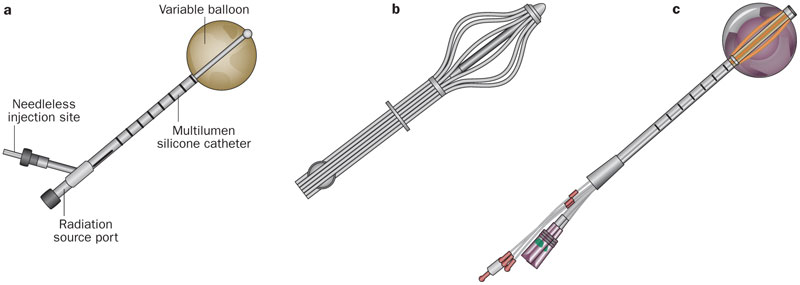 a
Variable balloon
Needleless
injection site
Multilumen
silicone catheter
Radiation
source port
b
c